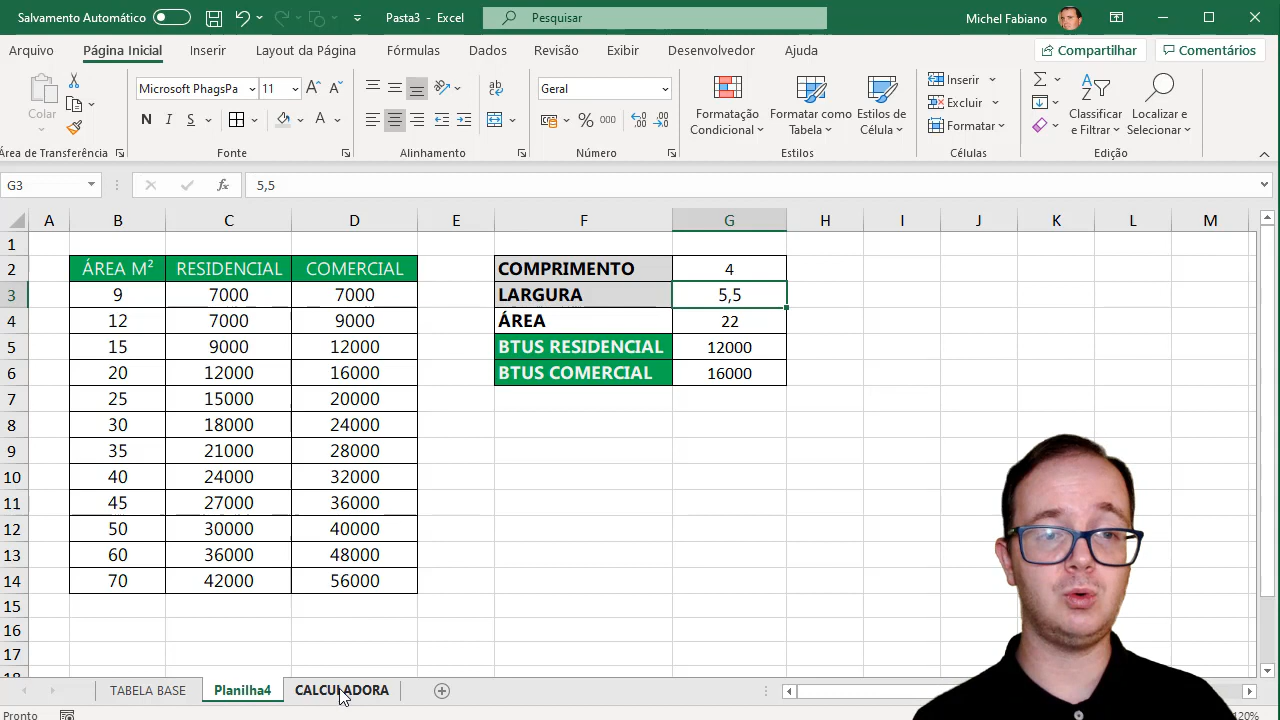 Salvamento Automático
Pasta3 - Excel
Pesquisar
Michel Fabiano
Arquivo Página Inicial Inserir Layout da Página Fórmulas Dados Revisão Exibir Desenvolvedor Ajuda Compartilhar Comentários
Colar
Microsoft PhagsPa 11
N I S A
Geral
% 000
Formatação Condicional
Formatar como Tabela
Estilos de Célula
Inserir
Excluir
Formatar
Classificar e Filtrar
Localizar e Selecionar
Área de Transferência Fonte Alinhamento Número Estilos Células Edição
G3 fx 5,5
A B C D E F G H I J K L M
1
2 ÁREA M² RESIDENCIAL COMERCIAL COMPRIMENTO 4
3 9 7000 7000 LARGURA 5,5
4 12 7000 9000 ÁREA 22
5 15 9000 12000 BTUS RESIDENCIAL 12000
6 20 12000 16000 BTUS COMERCIAL 16000
7 25 15000 20000
8 30 18000 24000
9 35 21000 28000
10 40 24000 32000
11 45 27000 36000
12 50 30000 40000
13 60 36000 48000
14 70 42000 56000
15
16
17
18
TABELA BASE Planilha4 CALCULADORA
Pronto 120%